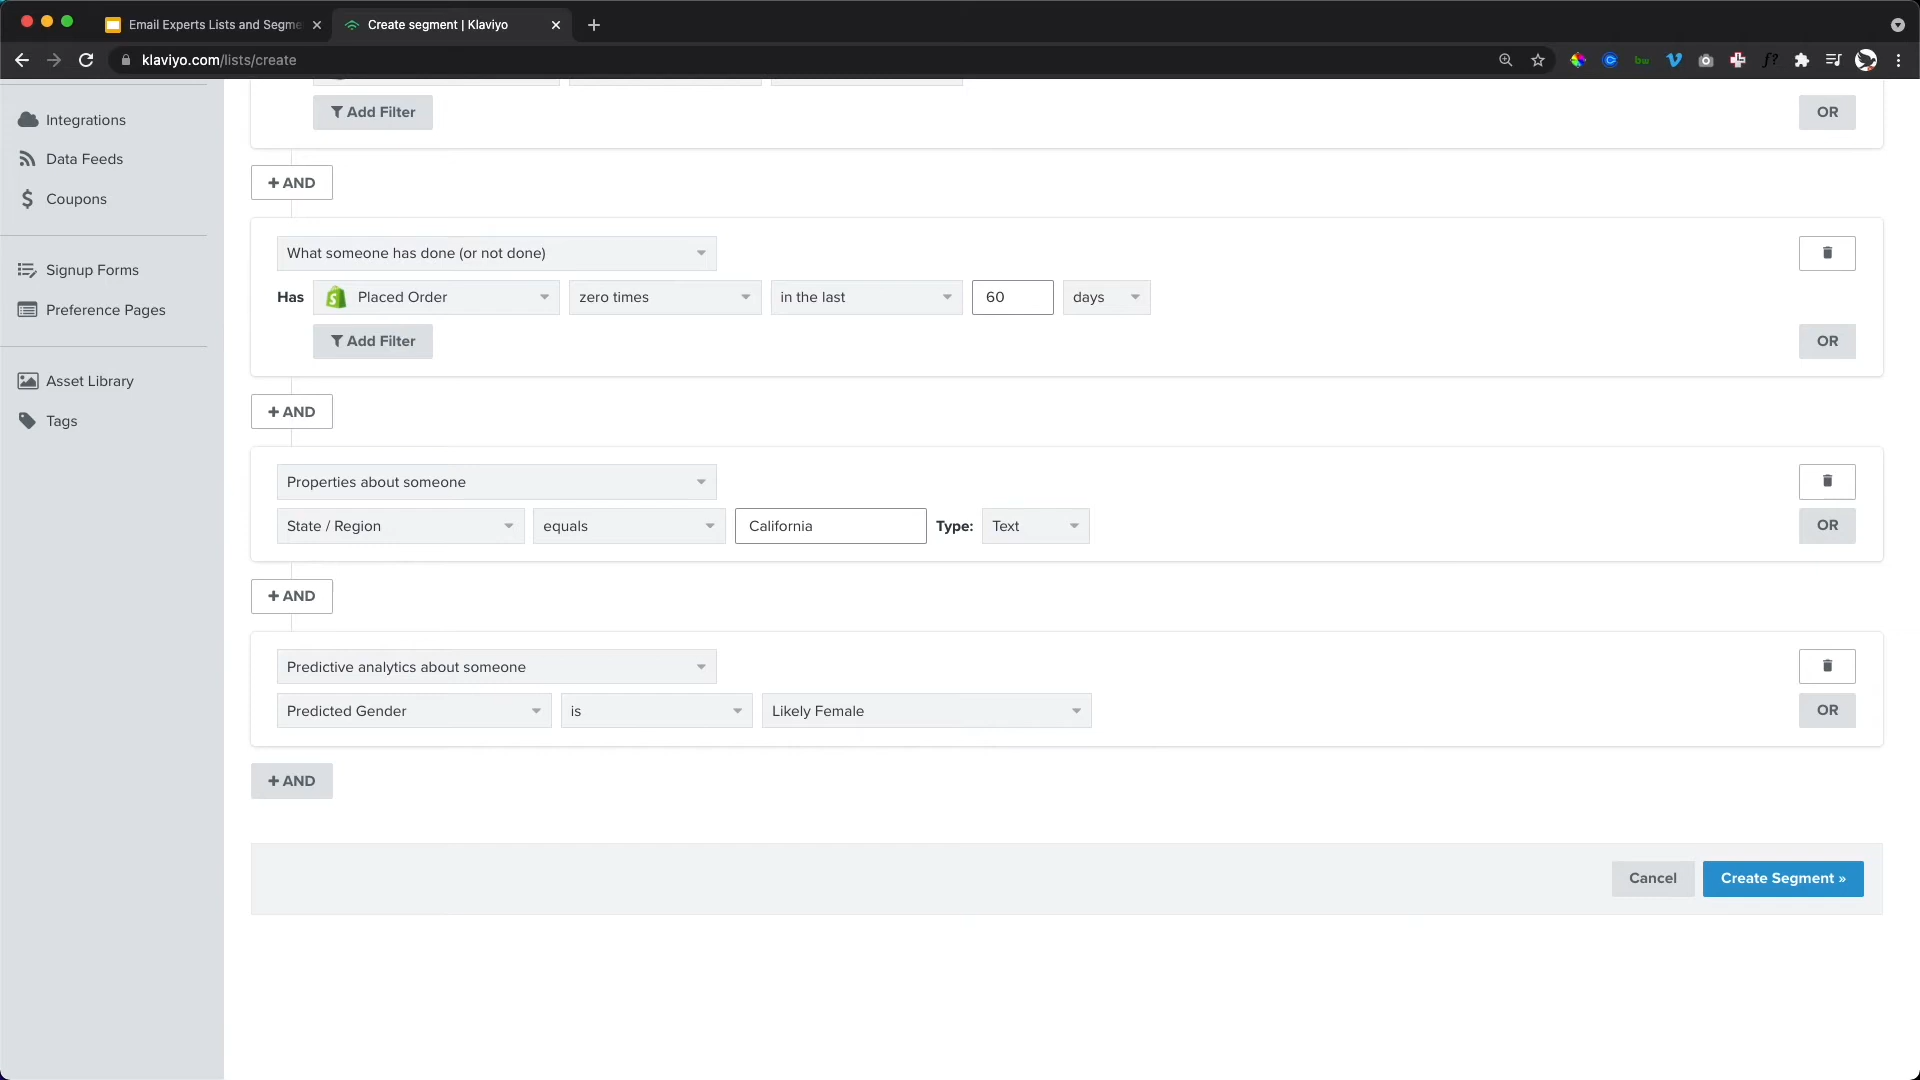 Email Experts Lists and Segme
Create segment | Klaviyo
klaviyo.com/lists/create
bw
f?
Integrations
Data Feeds
Coupons
Signup Forms
Preference Pages
Asset Library
Tags
Add Filter
OR
+ AND
What someone has done (or not done)
Has Placed Order zero times in the last 60 days
Add Filter
OR
+ AND
Properties about someone
State / Region equals California Type: Text
OR
+ AND
Predictive analytics about someone
Predicted Gender is Likely Female
OR
+ AND
Cancel
Create Segment »